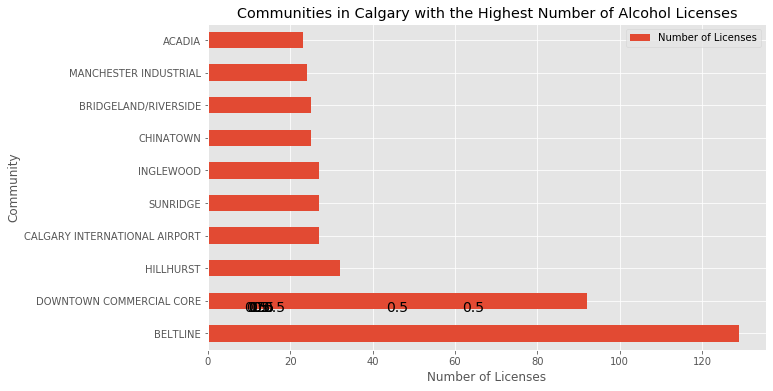 Communities in Calgary with the Highest Number of Alcohol Licenses
Number of Licenses
ACADIA
MANCHESTER INDUSTRIAL
BRIDGELAND/RIVERSIDE
CHINATOWN
INGLEWOOD
SUNRIDGE
CALGARY INTERNATIONAL AIRPORT
HILLHURST
DOWNTOWN COMMERCIAL CORE
0.5 0.5
BELTLINE
Community
0 20 40 60 80 100 120
Number of Licenses